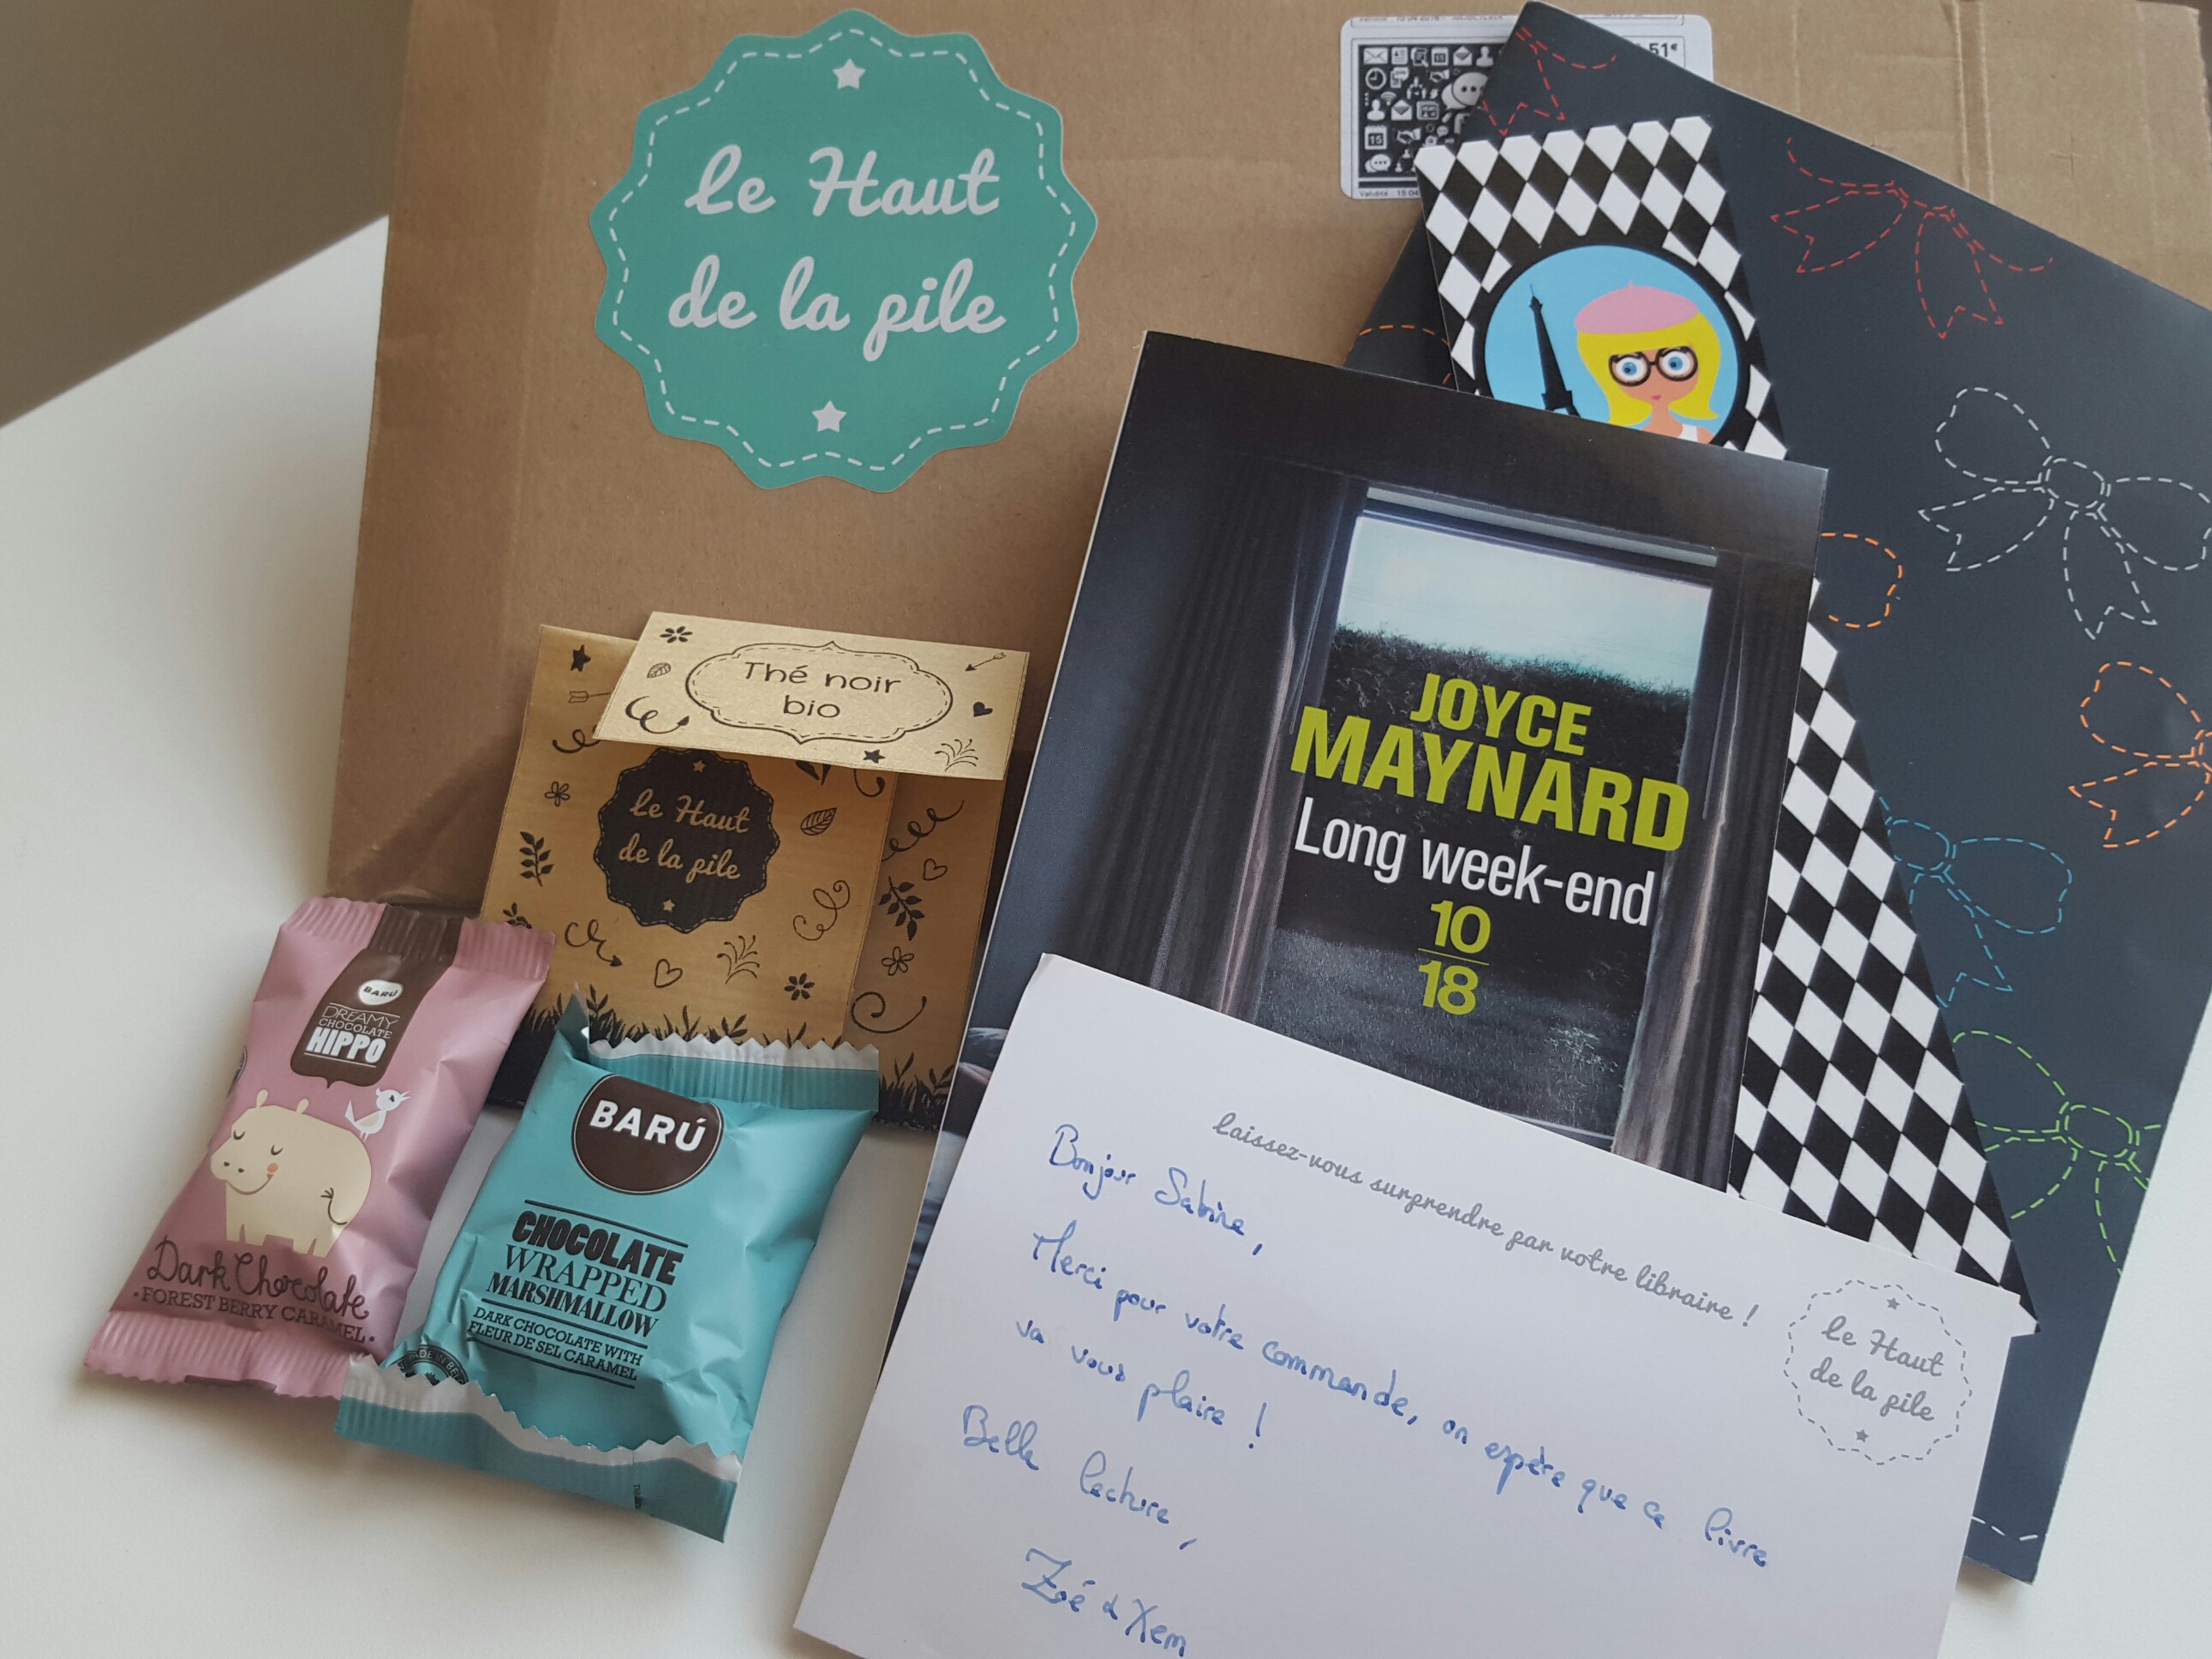 Le Haut
de la pile
51€
15
Thé noir
bio
Le Haut
de la pile
JOYCE
MAYNARD
Long week-end
10
18
BARÚ
DREAMY
CHOCOLATE
HIPPO
Dark Chocolate
• FOREST BERRY CARAMEL •
BARÚ
CHOCOLATE
WRAPPED
MARSHMALLOW
DARK CHOCOLATE WITH
FLEUR DE SEL CARAMEL
laissez-vous surprendre par votre libraire !
Le Haut
de la pile
Bonjour Sabine,
Merci pour votre commande, on espère que ce livre
va vous plaire !
Belle lecture,
Zoé & Xem